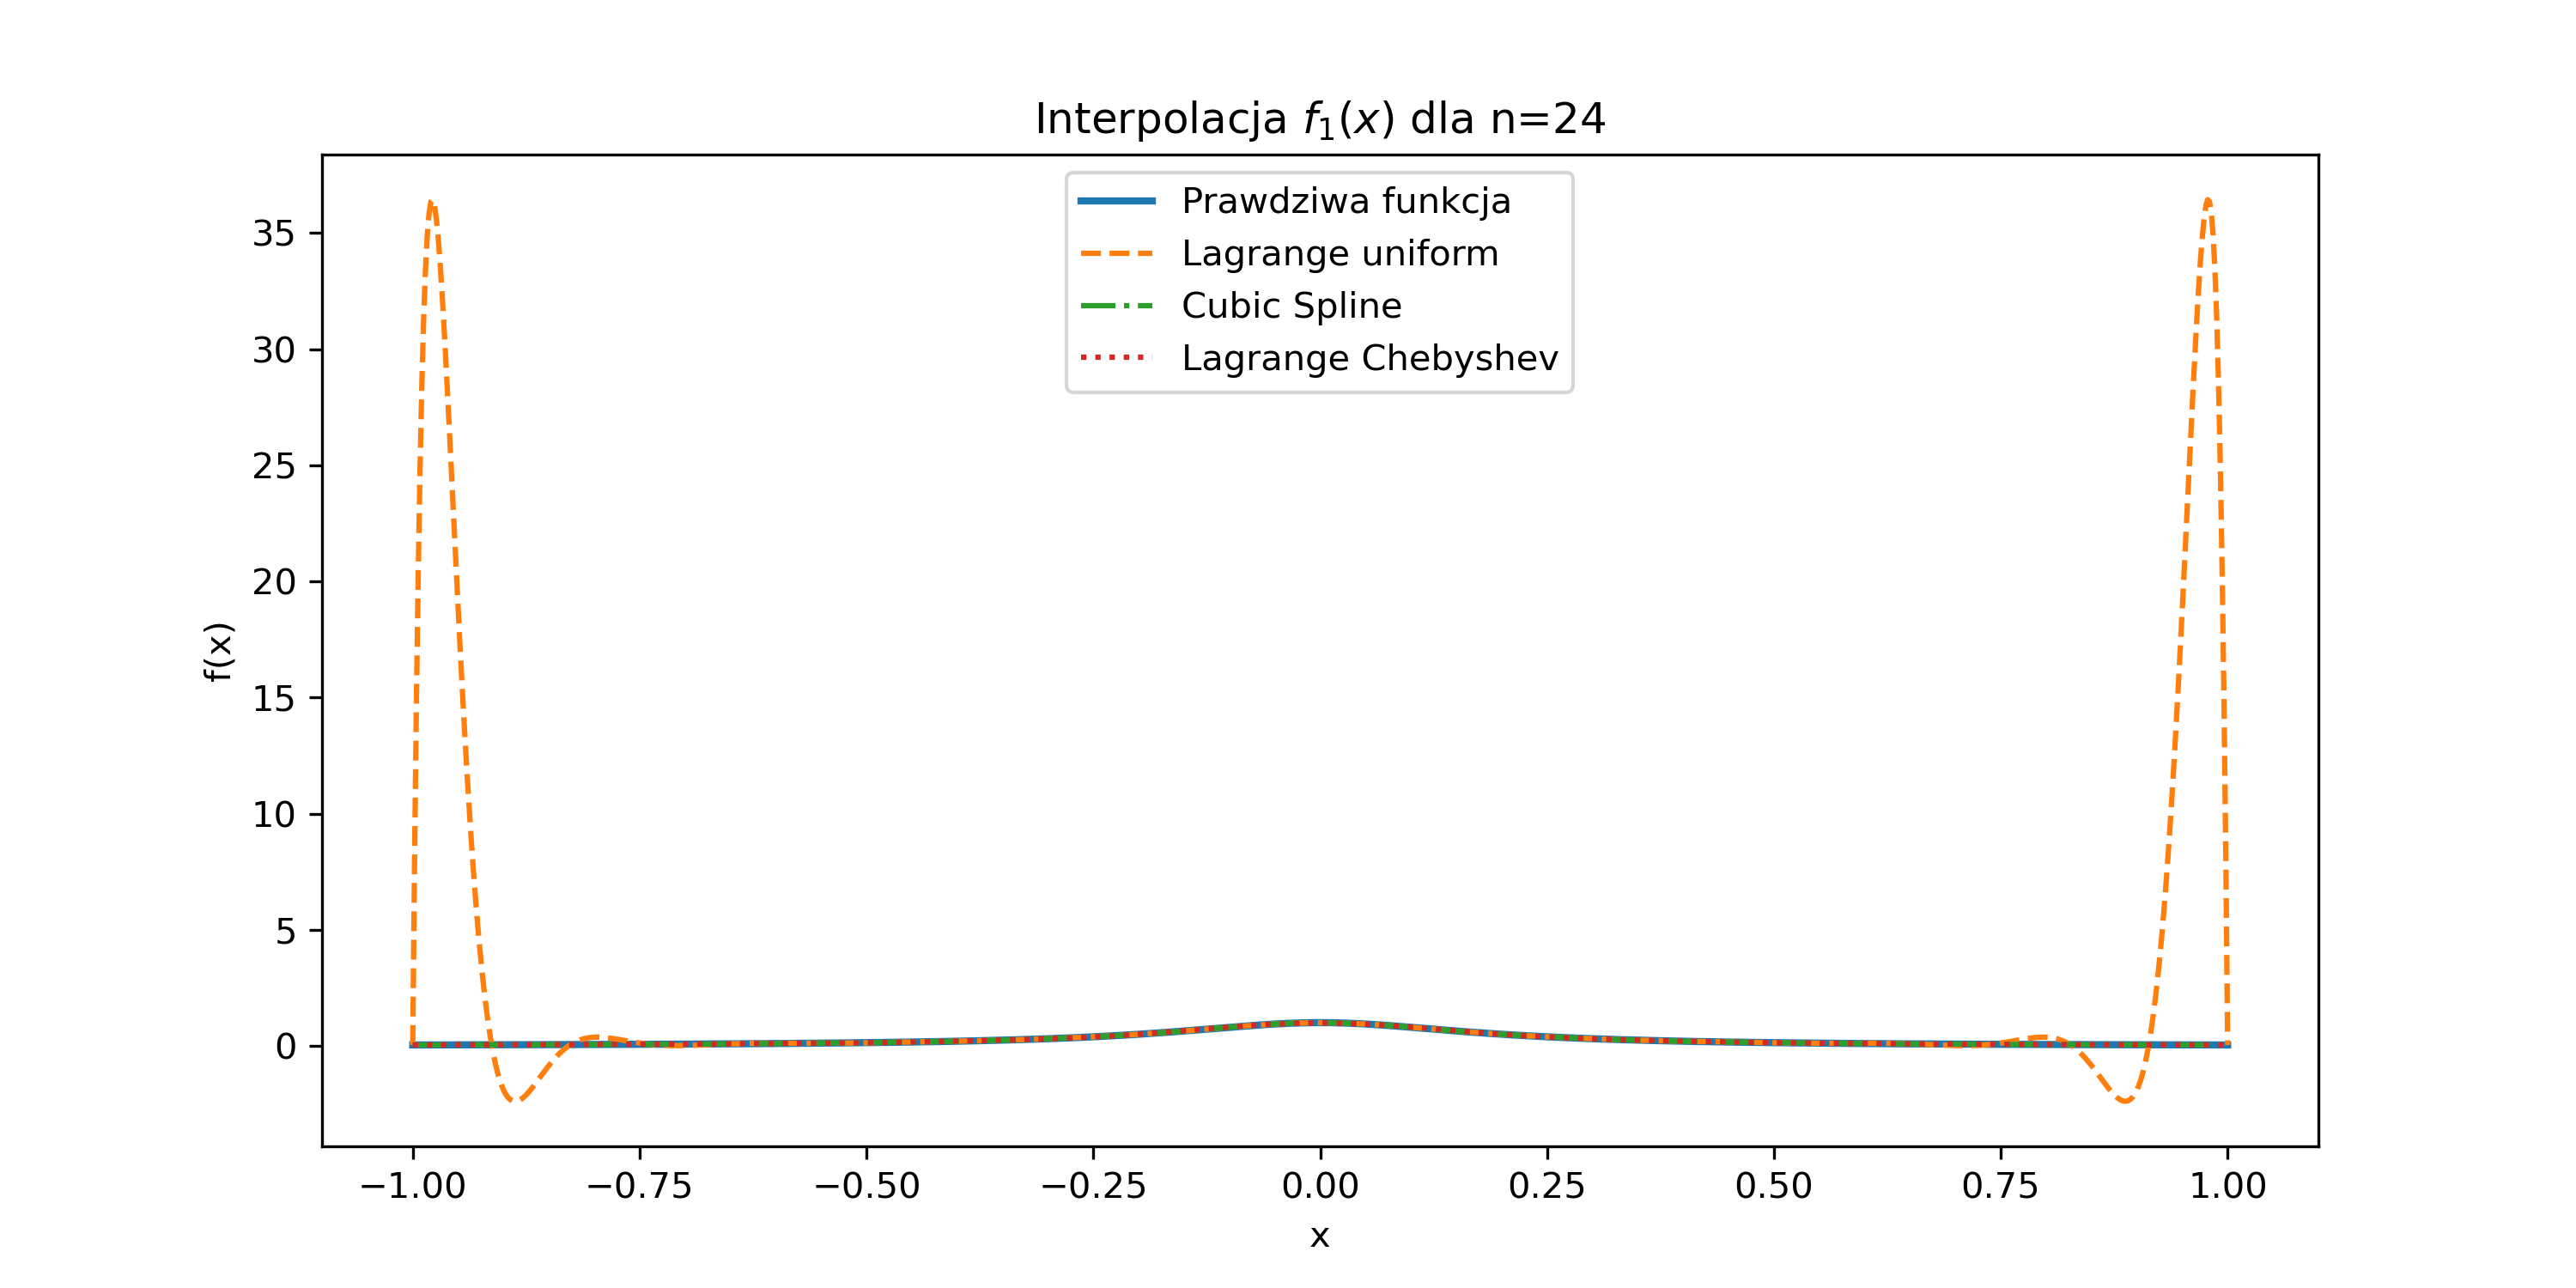 Interpolacja f₁(x) dla n=24
Prawdziwa funkcja
Lagrange uniform
Cubic Spline
Lagrange Chebyshev
35
30
25
20
15
10
5
0
f(x)
−1.00 −0.75 −0.50 −0.25 0.00 0.25 0.50 0.75 1.00
x